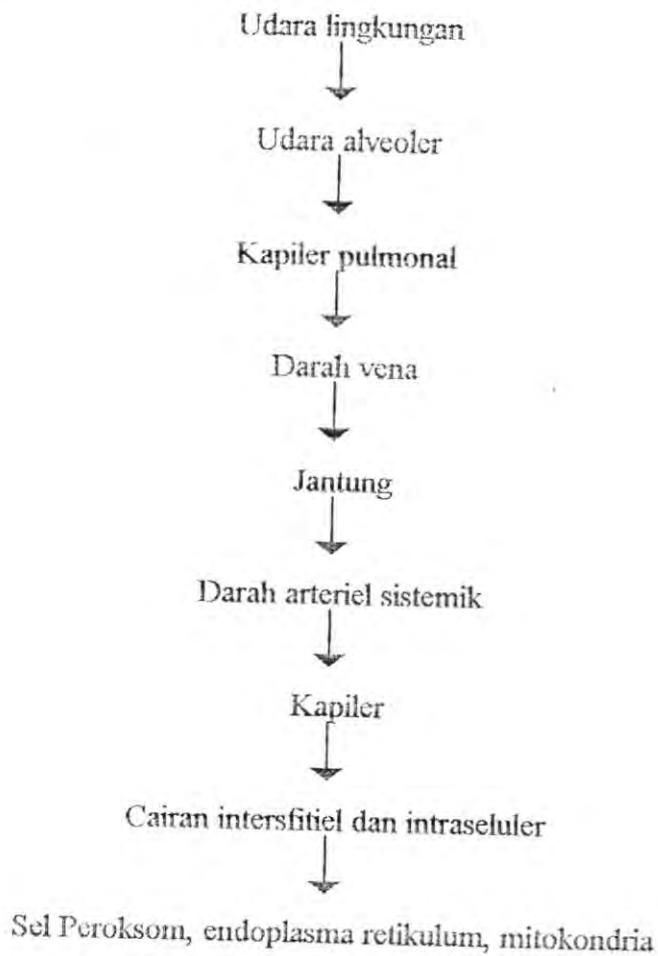 Udara lingkungan
Udara alveoler
Kapiler pulmonal
Darah vena
Jantung
Darah arteriel sistemik
Kapiler
Cairan intersfitiel dan intraseluler
Sel Peroksom, endoplasma retikulum, mitokondria